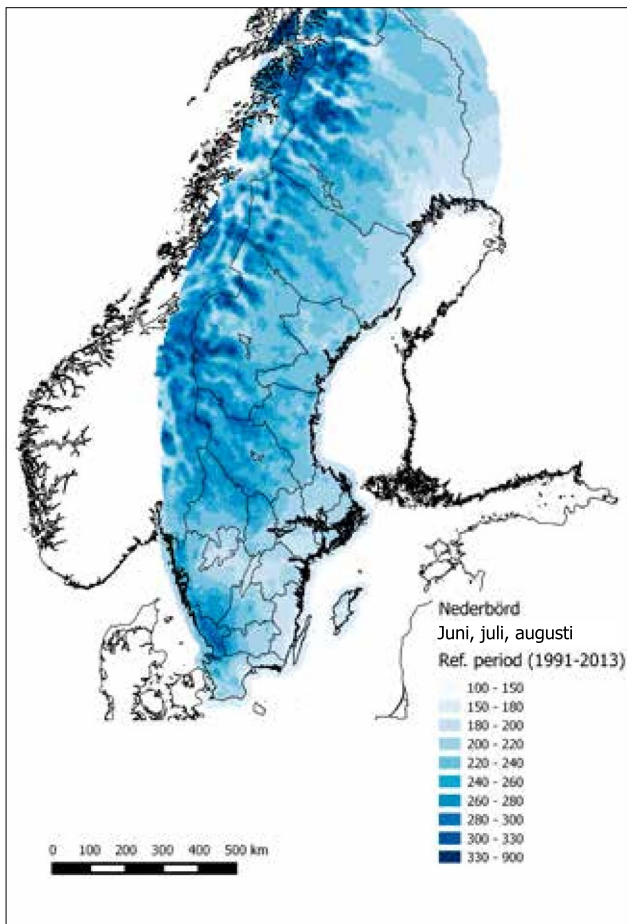 Nederbörd
Juni, juli, augusti
Ref. period (1991-2013)
100 - 150
150 - 180
180 - 200
200 - 220
220 - 240
240 - 260
260 - 280
280 - 300
300 - 330
330 - 900
0 100 200 300 400 500 km